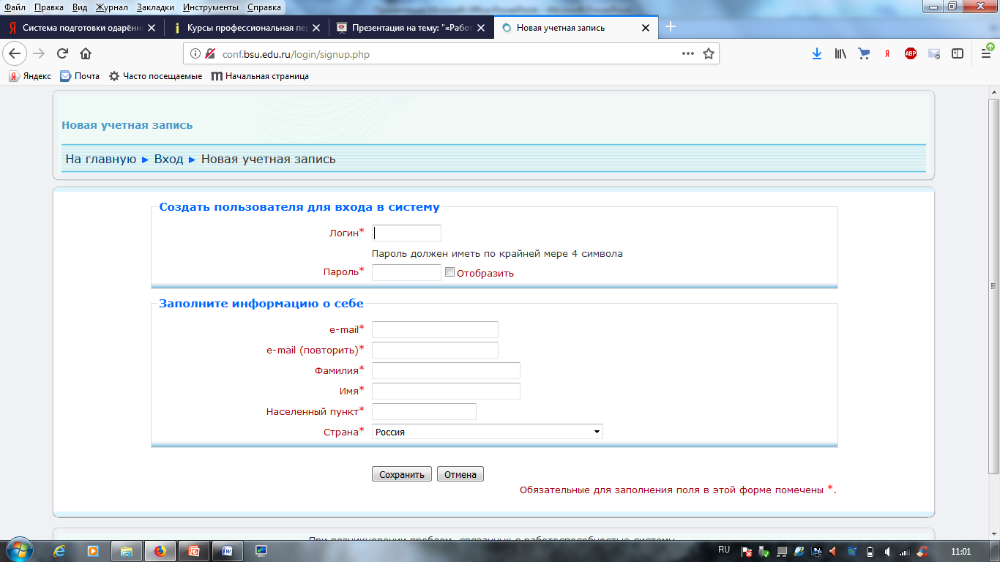 Файл Правка Вид Журнал Закладки Инструменты Справка
Система подготовки одарённ
Курсы профессиональная пе
Презентация на тему: "«Рабо
Новая учетная запись
conf.bsu.edu.ru/login/signup.php
ABP
Яндекс Почта Часто посещаемые Начальная страница
Новая учетная запись
На главную ► Вход ► Новая учетная запись
Создать пользователя для входа в систему
Логин*
Пароль должен иметь по крайней мере 4 символа
Пароль* Отобразить
Заполните информацию о себе
e-mail*
e-mail (повторить)*
Фамилия*
Имя*
Населенный пункт*
Страна* Россия
Сохранить Отмена
Обязательные для заполнения поля в этой форме помечены *.
При возникновении проблем, связанных с работоспособностью системы
RU 11:01